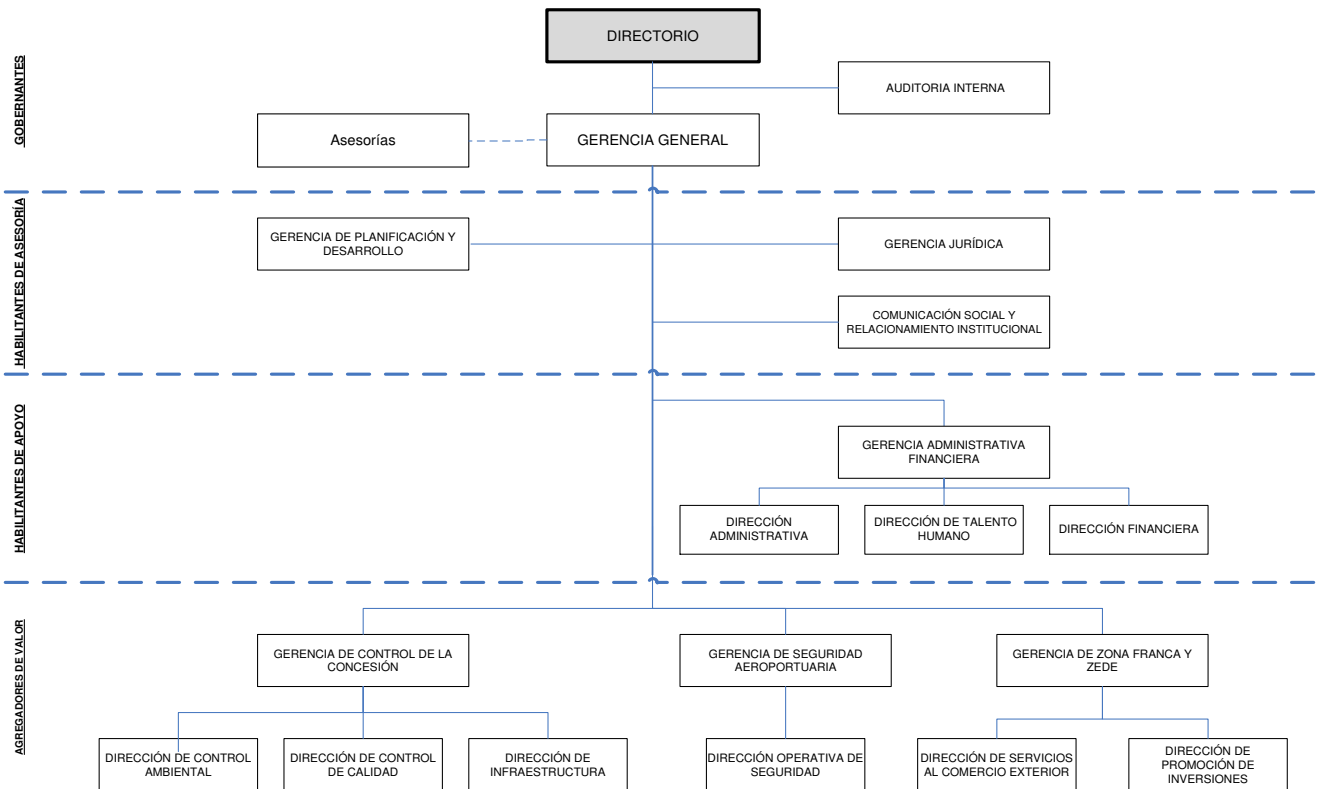 GOBERNANTES
DIRECTORIO
AUDITORIA INTERNA
Asesorías
GERENCIA GENERAL
HABILITANTES DE ASESORÍA
GERENCIA DE PLANIFICACIÓN Y
DESARROLLO
GERENCIA JURÍDICA
COMUNICACIÓN SOCIAL Y
RELACIONAMIENTO INSTITUCIONAL
HABILITANTES DE APOYO
GERENCIA ADMINISTRATIVA
FINANCIERA
DIRECCIÓN
ADMINISTRATIVA
DIRECCIÓN DE TALENTO
HUMANO
DIRECCIÓN FINANCIERA
AGREGADORES DE VALOR
GERENCIA DE CONTROL DE LA
CONCESIÓN
GERENCIA DE SEGURIDAD
AEROPORTUARIA
GERENCIA DE ZONA FRANCA Y
ZEDE
DIRECCIÓN DE CONTROL
AMBIENTAL
DIRECCIÓN DE CONTROL
DE CALIDAD
DIRECCIÓN DE
INFRAESTRUCTURA
DIRECCIÓN OPERATIVA DE
SEGURIDAD
DIRECCIÓN DE SERVICIOS
AL COMERCIO EXTERIOR
DIRECCIÓN DE
PROMOCIÓN DE
INVERSIONES